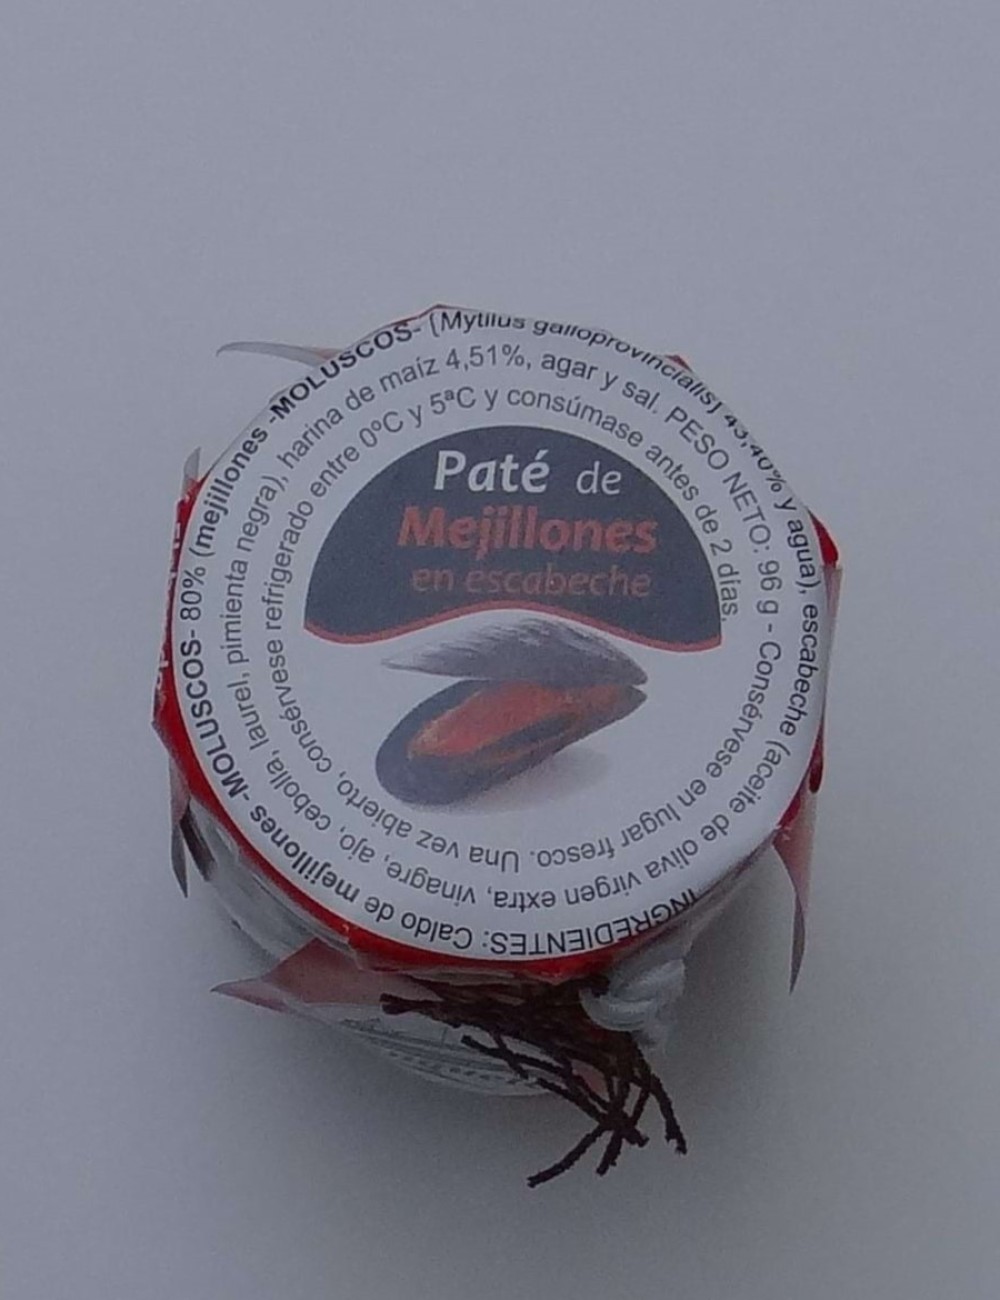 Paté de
Mejillones
en escabeche
INGREDIENTES: Caldo de mejillones -MOLUSCOS- 80% (mejillones -MOLUSCOS- (Mytilus galloprovincialis) 43,40% y agua), escabeche (aceite de oliva virgen extra, vinagre, ajo, cebolla, laurel, pimienta negra), harina de maíz 4,51%, agar y sal. PESO NETO: 96 g - Consérvese en lugar fresco. Una vez abierto, consérvese refrigerado entre 0ºC y 5ªC y consúmase antes de 2 días.